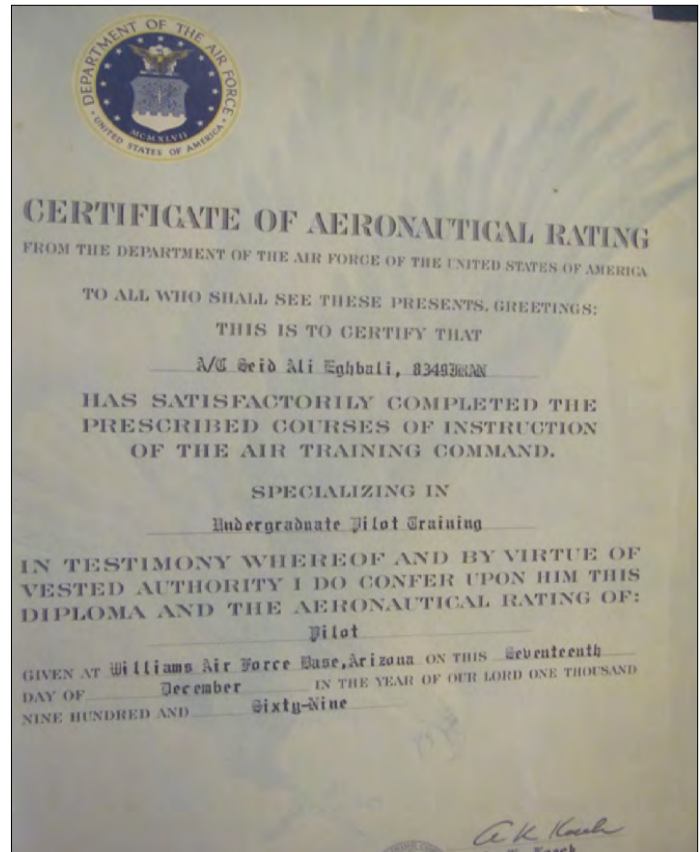 DEPARTMENT OF THE AIR FORCE
MCMXLVII
UNITED STATES OF AMERICA
CERTIFICATE OF AERONAUTICAL RATING
FROM THE DEPARTMENT OF THE AIR FORCE OF THE UNITED STATES OF AMERICA
TO ALL WHO SHALL SEE THESE PRESENTS, GREETINGS:
THIS IS TO CERTIFY THAT
A/C Seid Ali Eghbali, 8349IRAN
HAS SATISFACTORILY COMPLETED THE
PRESCRIBED COURSES OF INSTRUCTION
OF THE AIR TRAINING COMMAND.
SPECIALIZING IN
Undergraduate Pilot Training
IN TESTIMONY WHEREOF AND BY VIRTUE OF
VESTED AUTHORITY I DO CONFER UPON HIM THIS
DIPLOMA AND THE AERONAUTICAL RATING OF:
Pilot
GIVEN AT Williams Air Force Base, Arizona ON THIS Seventeenth
DAY OF December IN THE YEAR OF OUR LORD ONE THOUSAND
NINE HUNDRED AND Sixty-Nine